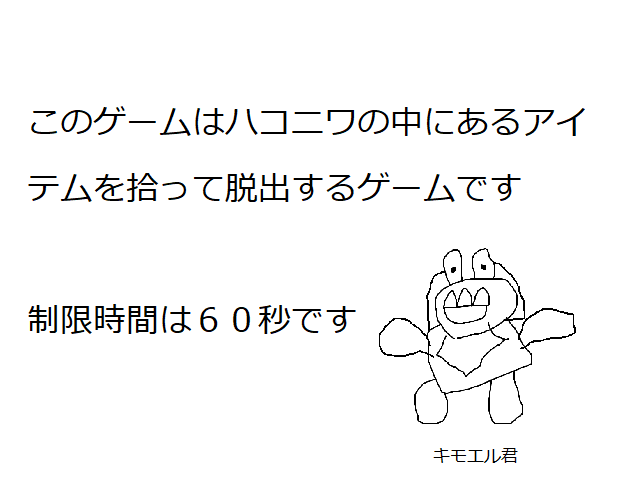 このゲームはハコニワの中にあるアイ
テムを拾って脱出するゲームです
制限時間は６０秒です
キモエル君